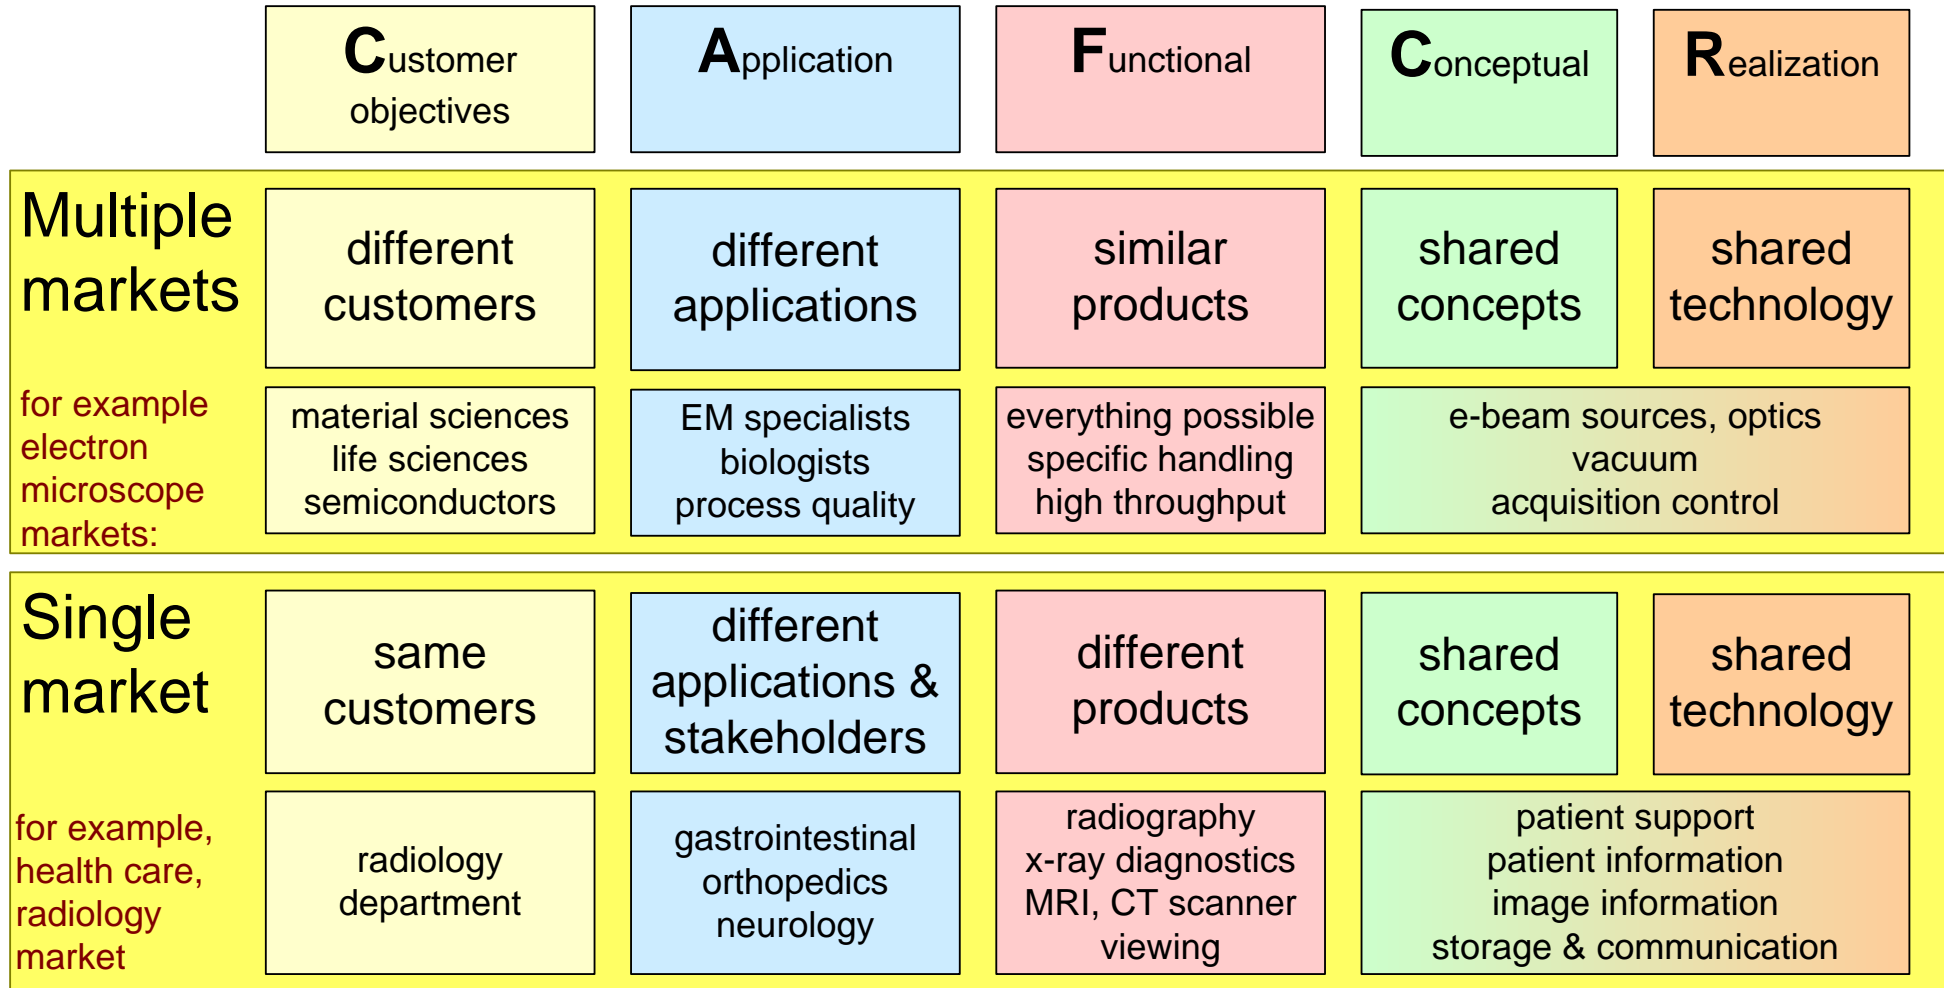 Customer
objectives
Application
Functional
Conceptual
Realization
Multiple
markets
different
customers
different
applications
similar
products
shared
concepts
shared
technology
for example
electron
microscope
markets:
material sciences
life sciences
semiconductors
EM specialists
biologists
process quality
everything possible
specific handling
high throughput
e-beam sources, optics
vacuum
acquisition control
Single
market
same
customers
different
applications &
stakeholders
different
products
shared
concepts
shared
technology
for example,
health care,
radiology
market
radiology
department
gastrointestinal
orthopedics
neurology
radiography
x-ray diagnostics
MRI, CT scanner
viewing
patient support
patient information
image information
storage & communication